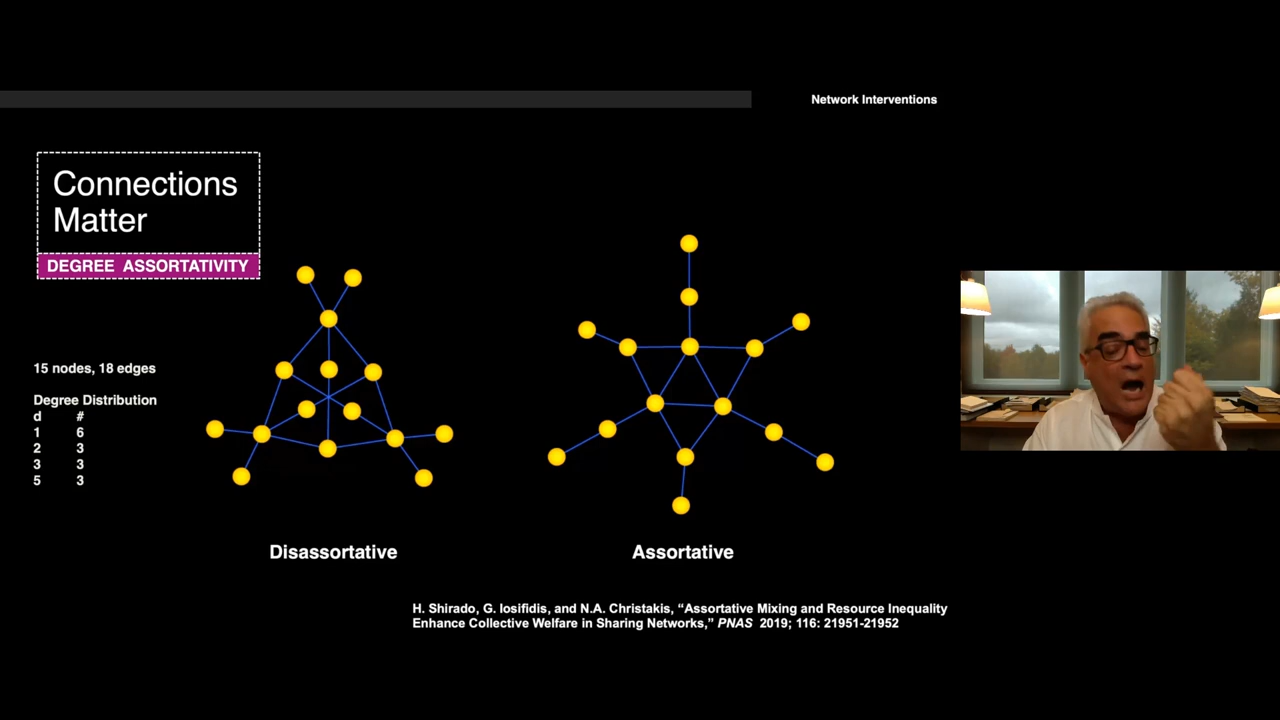 Network Interventions
Connections
Matter
DEGREE ASSORTATIVITY
15 nodes, 18 edges
Degree Distribution
d #
1 6
2 3
3 3
5 3
Disassortative
Assortative
H. Shirado, G. Iosifidis, and N.A. Christakis, “Assortative Mixing and Resource Inequality
Enhance Collective Welfare in Sharing Networks,” PNAS 2019; 116: 21951-21952